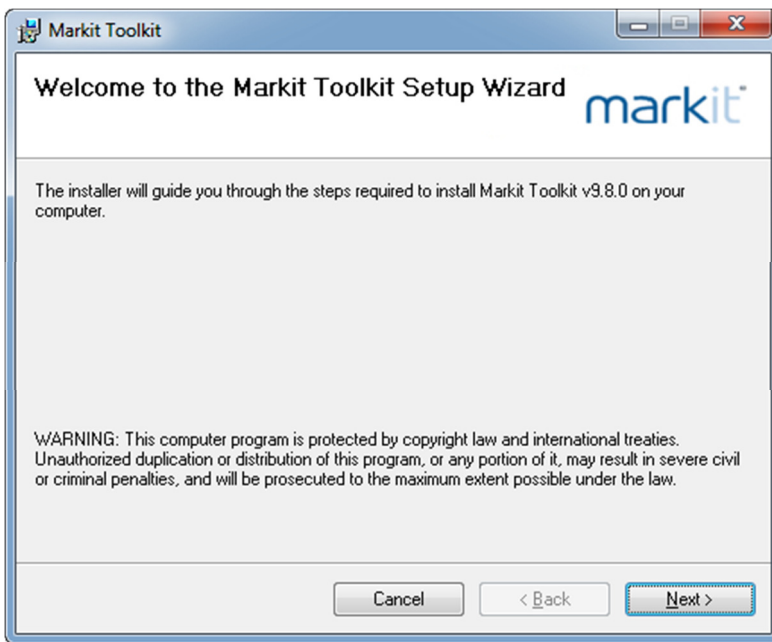 Markit Toolkit
Welcome to the Markit Toolkit Setup Wizard
markit
The installer will guide you through the steps required to install Markit Toolkit v9.8.0 on your
computer.
WARNING: This computer program is protected by copyright law and international treaties.
Unauthorized duplication or distribution of this program, or any portion of it, may result in severe civil
or criminal penalties, and will be prosecuted to the maximum extent possible under the law.
Cancel < Back Next >